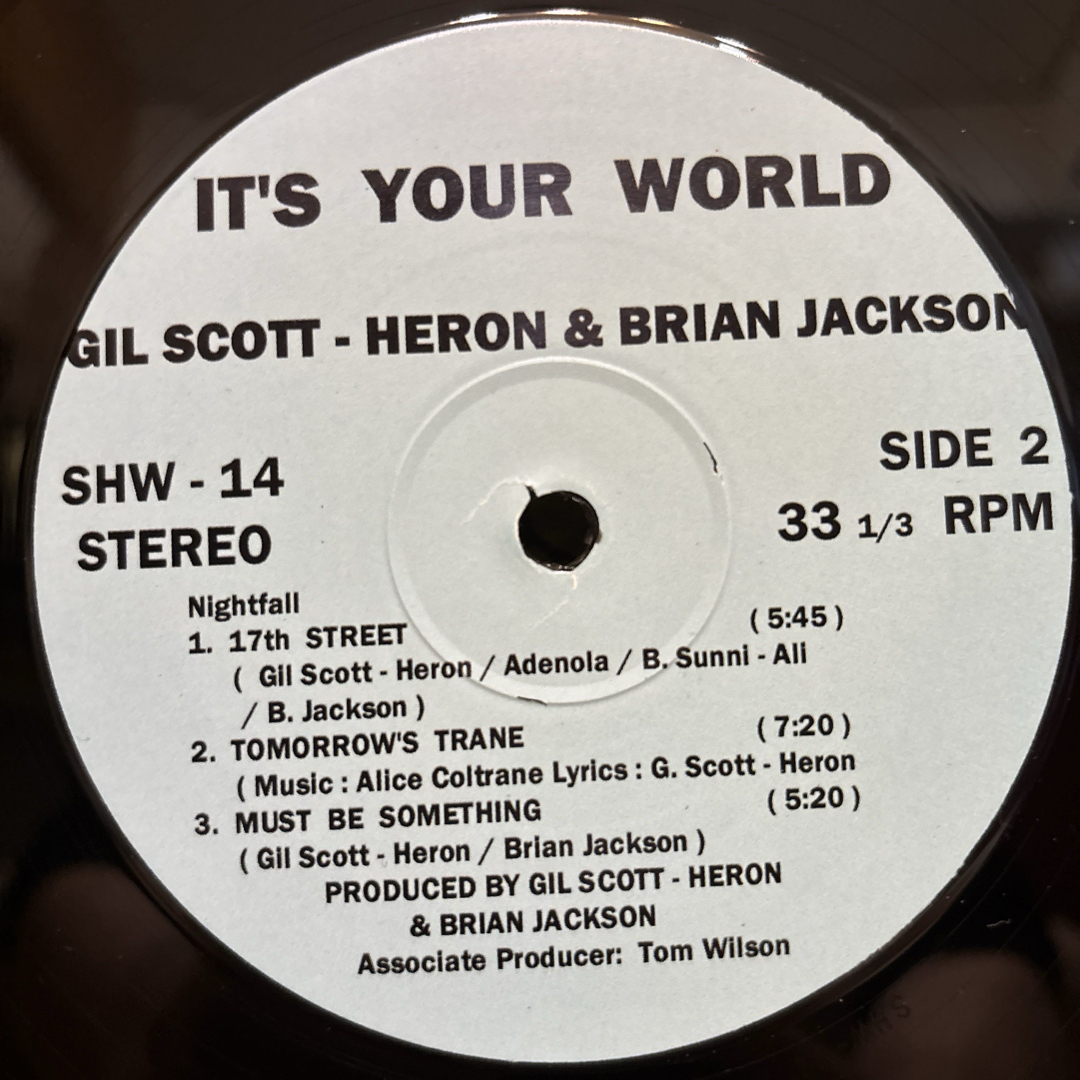 IT'S YOUR WORLD
GIL SCOTT - HERON & BRIAN JACKSON
SHW - 14
STEREO
SIDE 2
33 1/3 RPM
Nightfall
1. 17th STREET ( 5:45 )
( Gil Scott - Heron / Adenola / B. Sunni - Ali
/ B. Jackson )
2. TOMORROW'S TRANE ( 7:20 )
( Music : Alice Coltrane Lyrics : G. Scott - Heron
3. MUST BE SOMETHING ( 5:20 )
( Gil Scott - Heron / Brian Jackson )
PRODUCED BY GIL SCOTT - HERON
& BRIAN JACKSON
Associate Producer: Tom Wilson